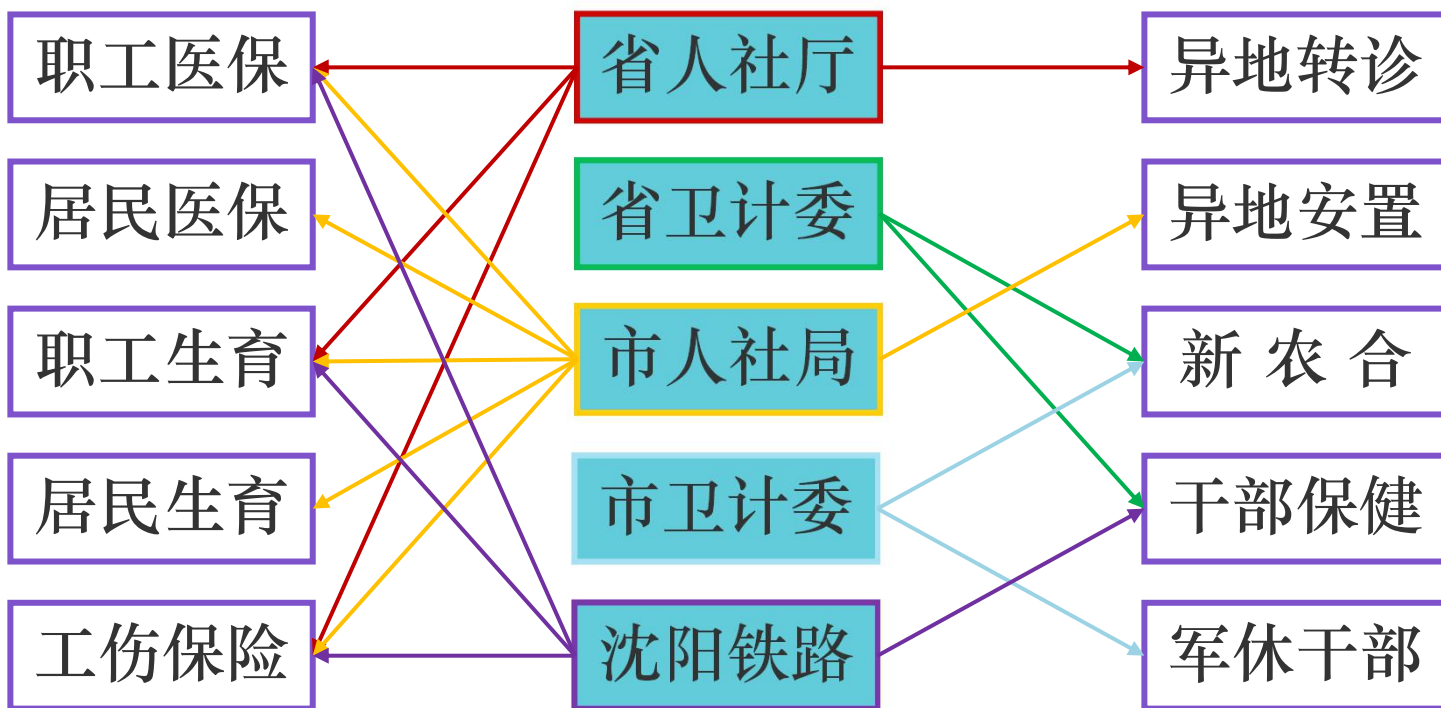 职工医保
省人社厅
异地转诊
居民医保
省卫计委
异地安置
职工生育
市人社局
新 农 合
居民生育
市卫计委
干部保健
工伤保险
沈阳铁路
军休干部